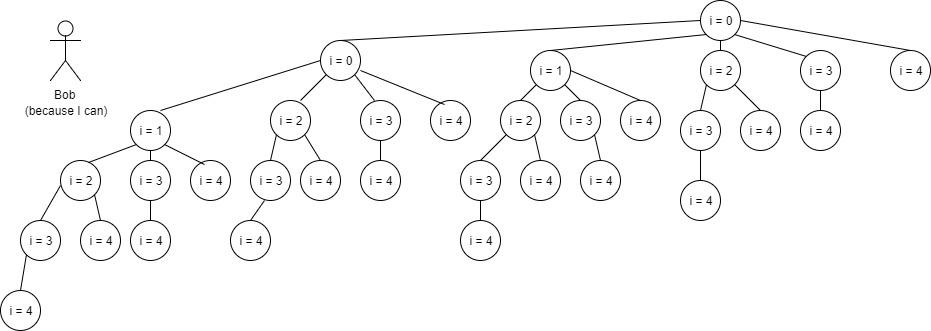 i = 0
i = 0
i = 1
i = 2
i = 3
i = 4
Bob
(because I can)
i = 1
i = 2
i = 3
i = 4
i = 2
i = 3
i = 4
i = 3
i = 4
i = 4
i = 2
i = 3
i = 4
i = 3
i = 4
i = 4
i = 3
i = 4
i = 4
i = 4
i = 3
i = 4
i = 4
i = 4
i = 4
i = 4